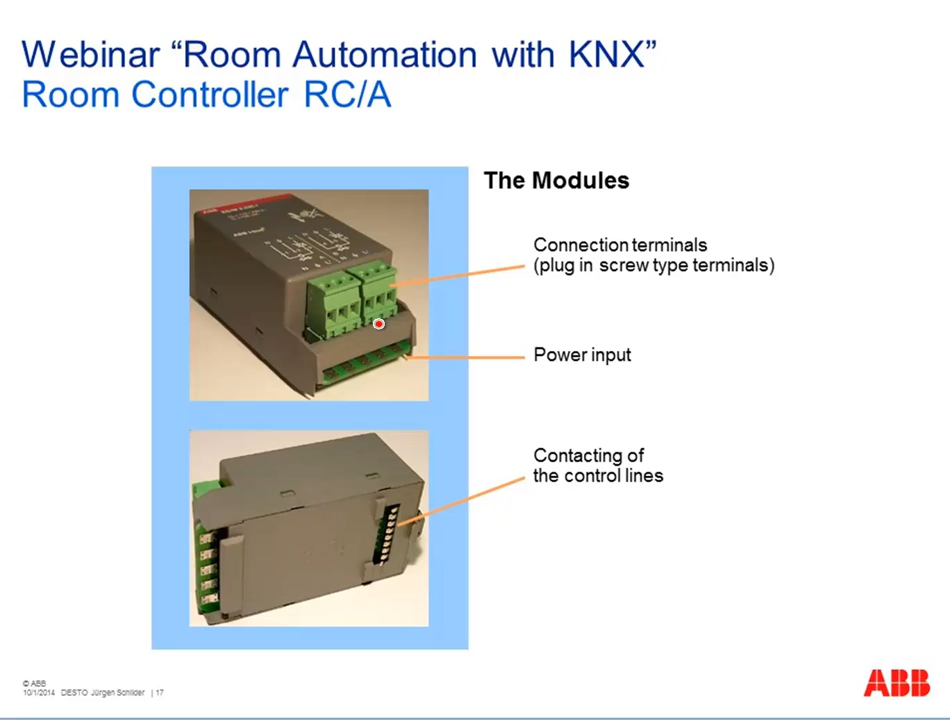 Webinar “Room Automation with KNX”
Room Controller RC/A
The Modules
Connection terminals
(plug in screw type terminals)
Power input
Contacting of
the control lines
© ABB
10/1/2014 DESTO Jürgen Schilder | 17
ABB